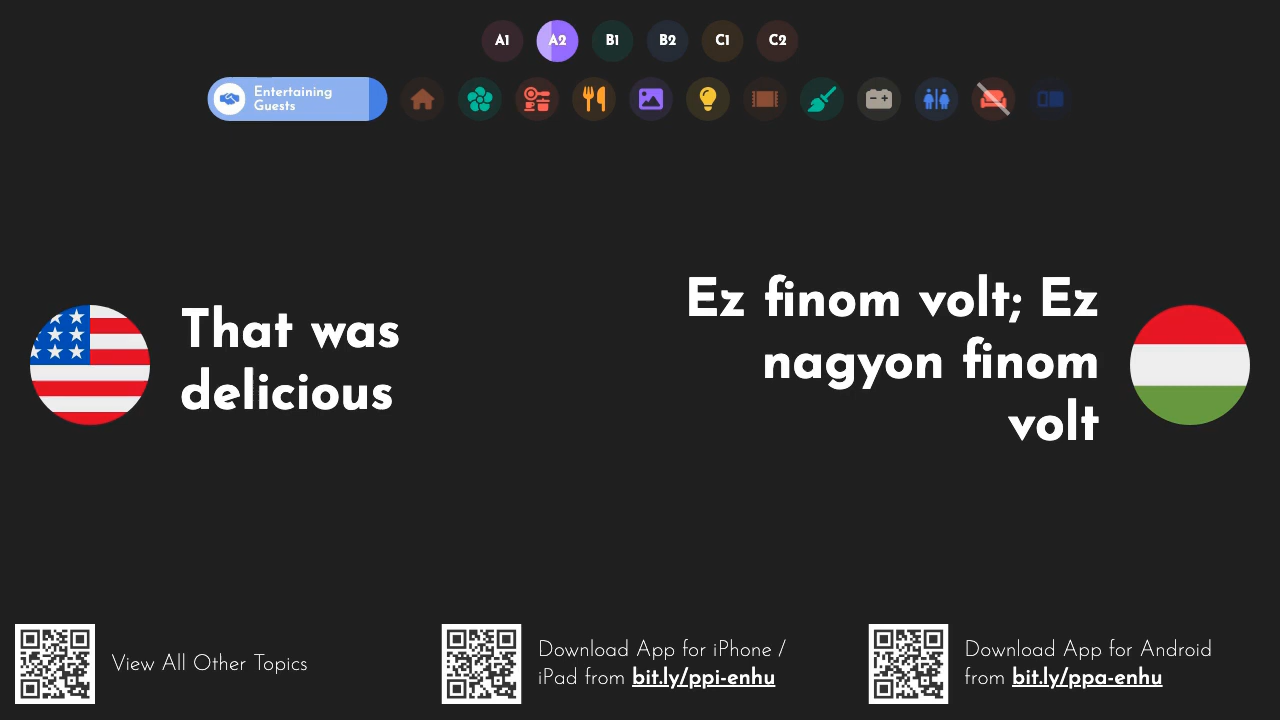 A1 A2 B1 B2 C1 C2
Entertaining
Guests
That was
delicious
Ez finom volt; Ez
nagyon finom
volt
View All Other Topics
Download App for iPhone /
iPad from bit.ly/ppi-enhu
Download App for Android
from bit.ly/ppa-enhu